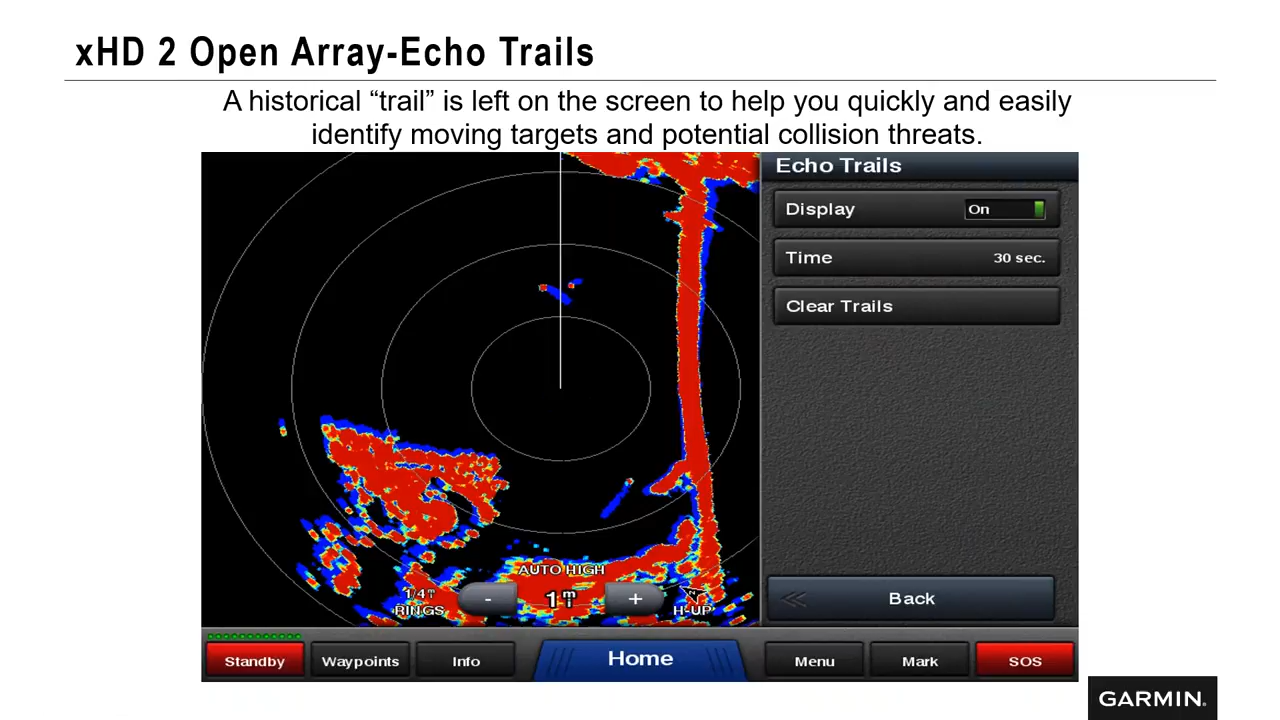 xHD 2 Open Array-Echo Trails
A historical “trail” is left on the screen to help you quickly and easily
identify moving targets and potential collision threats.
Echo Trails
Display On
Time 30 sec.
Clear Trails
AUTO HIGH
1/4 m
RINGS
- 1 mi +
N
H-UP
Back
Standby Waypoints Info Home Menu Mark SOS
GARMIN.